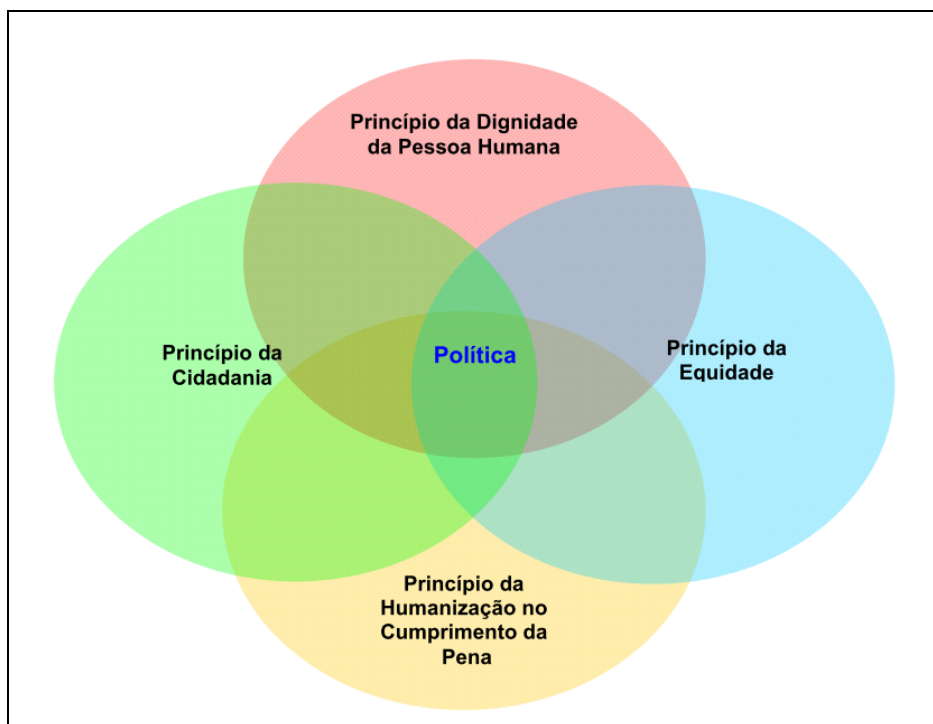 Princípio da Dignidade
da Pessoa Humana
Princípio da
Cidadania
Política
Princípio da
Equidade
Princípio da
Humanização no
Cumprimento da
Pena